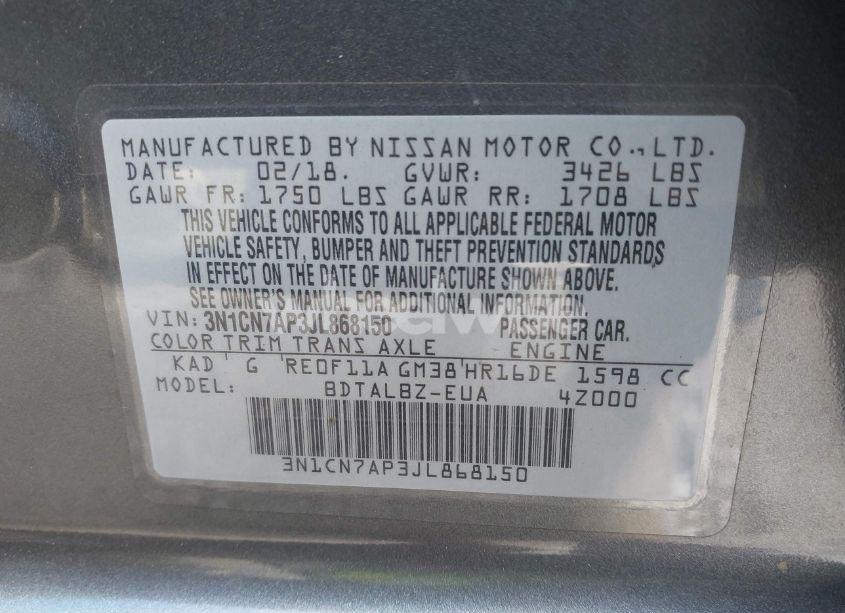 MANUFACTURED BY NISSAN MOTOR CO., LTD.
DATE: 02/18. GVWR: 3426 LBS
GAWR FR: 1750 LBS GAWR RR: 1708 LBS
THIS VEHICLE CONFORMS TO ALL APPLICABLE FEDERAL MOTOR
VEHICLE SAFETY, BUMPER AND THEFT PREVENTION STANDARDS
IN EFFECT ON THE DATE OF MANUFACTURE SHOWN ABOVE.
SEE OWNER'S MANUAL FOR ADDITIONAL INFORMATION.
VIN: 3N1CN7AP3JL868150 PASSENGER CAR.
COLOR TRIM TRANS AXLE ENGINE
KAD G RE0F11A GM38 HR16DE 1598 CC
MODEL: BDTALBZ-EUA 4Z000
3N1CN7AP3JL868150